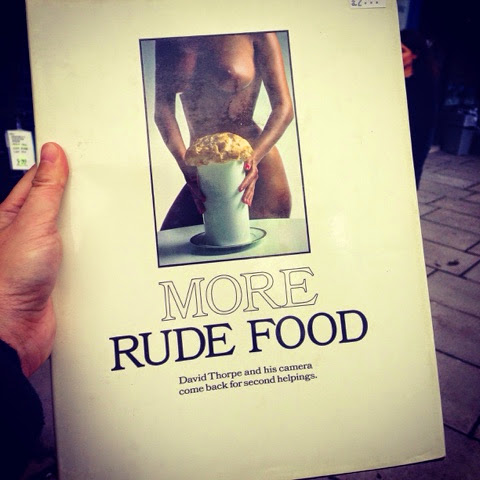 MORE
RUDE FOOD
David Thorpe and his camera
come back for second helpings.